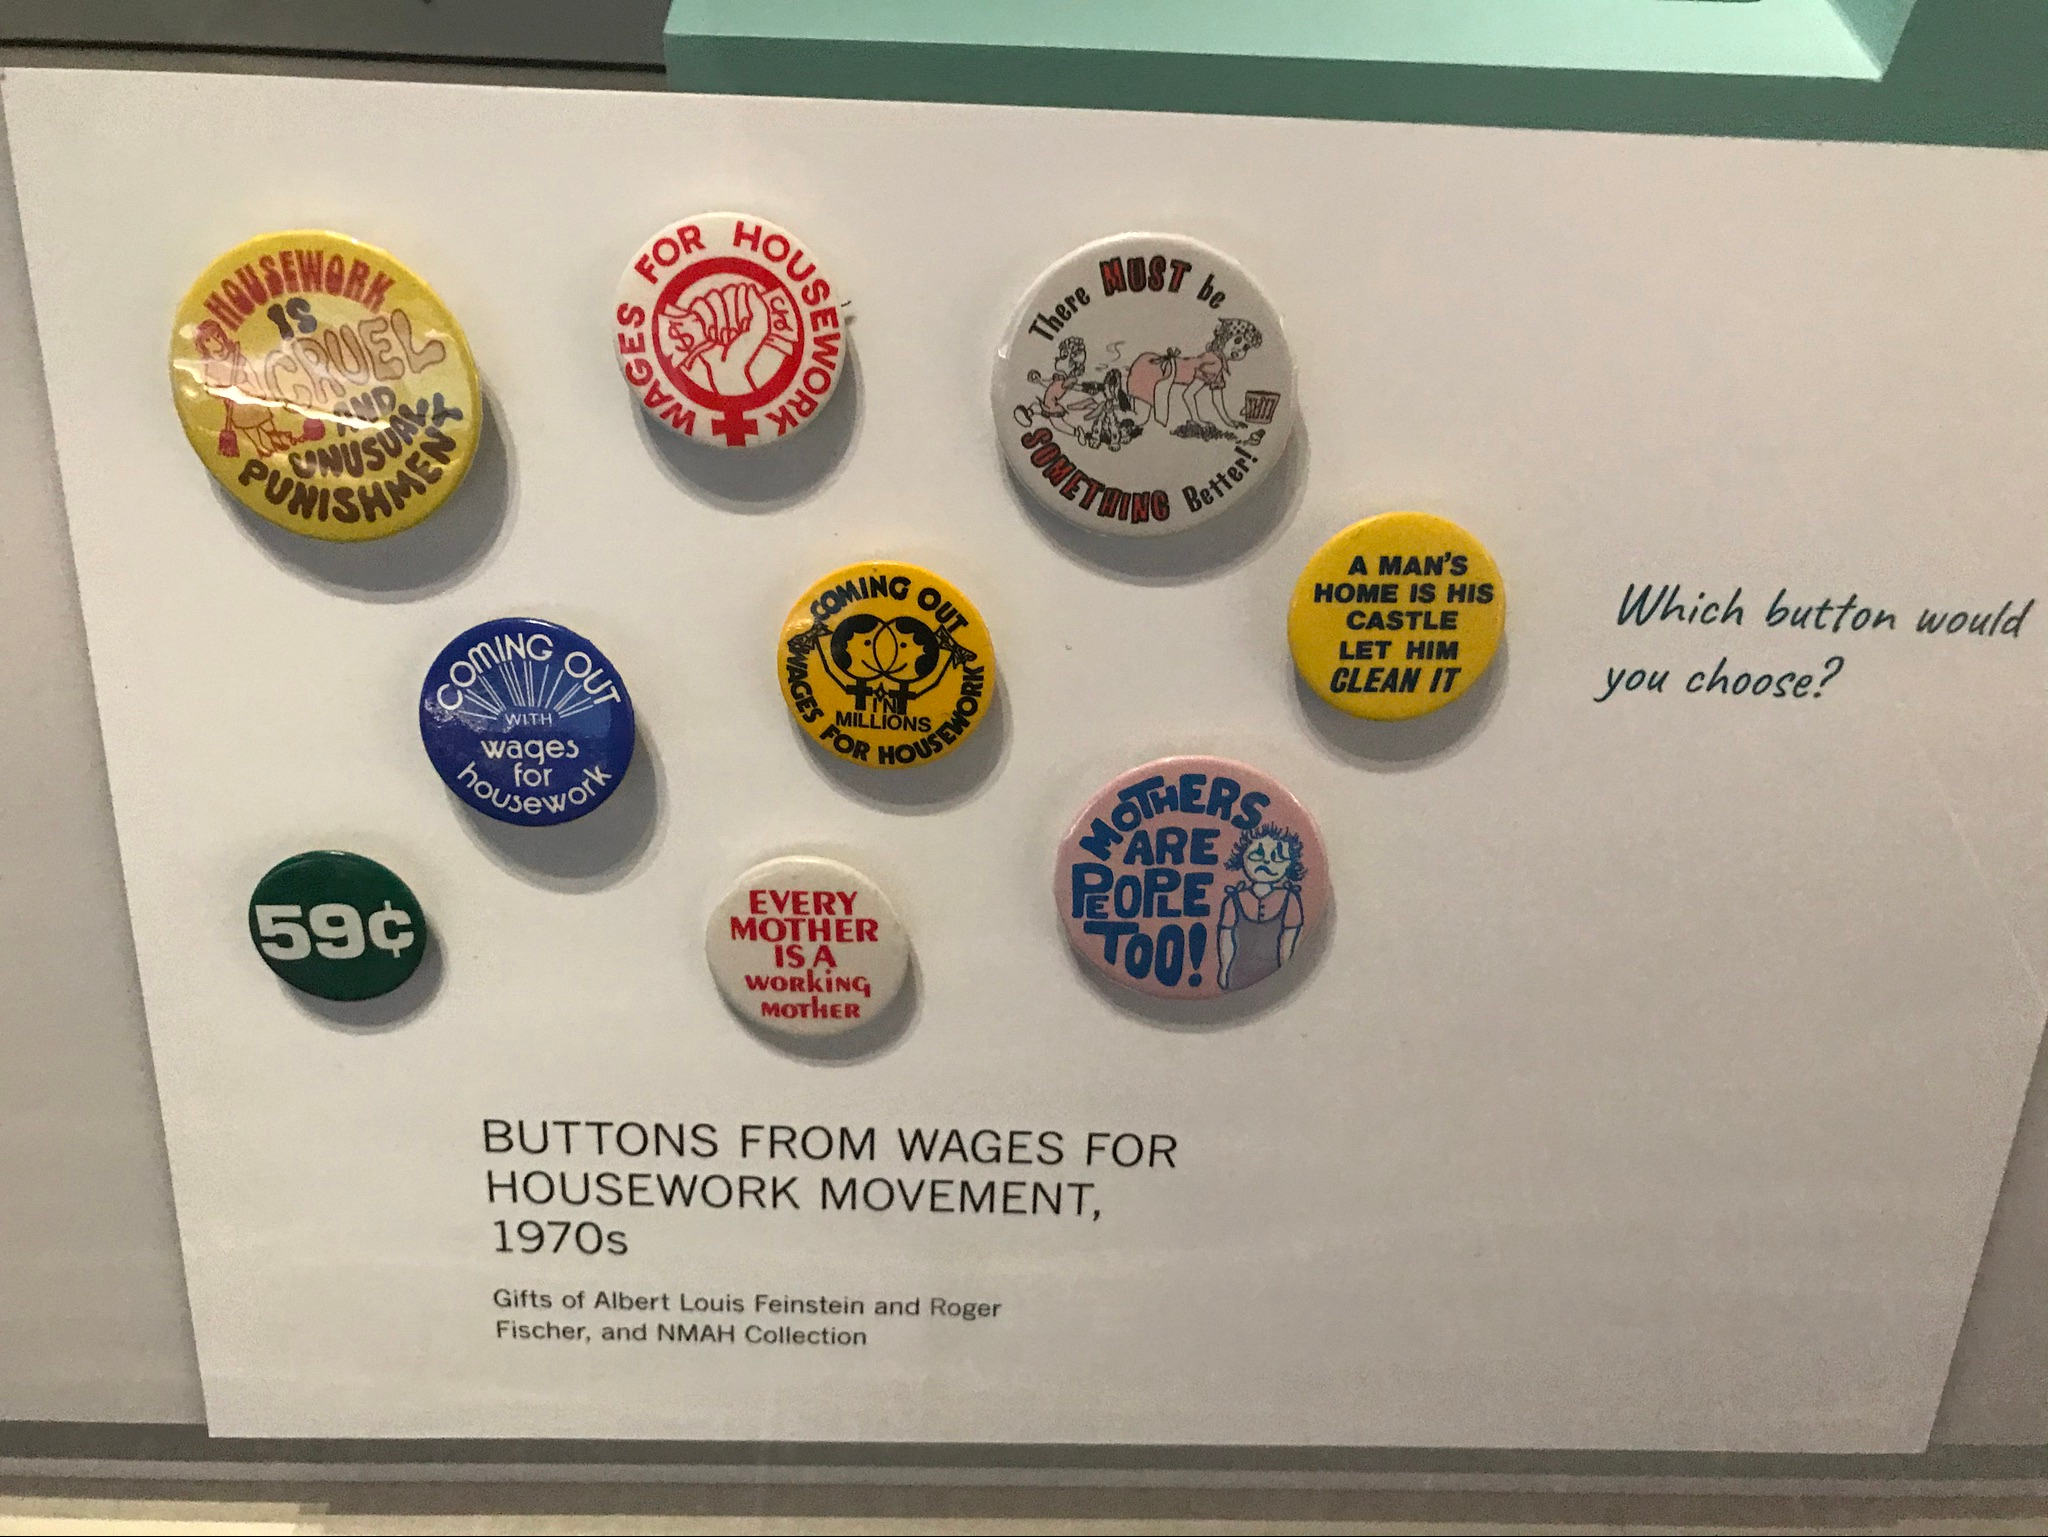 HOUSEWORK
IS
CRUEL
AND
UNUSUAL
PUNISHMENT
WAGES FOR HOUSEWORK
$
There MUST be
SOMETHING Better!
A MAN'S
HOME IS HIS
CASTLE
LET HIM
CLEAN IT
Which button would
you choose?
COMING OUT
WITH
wages
for
housework
COMING OUT
IN
MILLIONS
WAGES FOR HOUSEWORK
59¢
EVERY
MOTHER
IS A
WORKING
MOTHER
MOTHERS
ARE
PEOPLE
TOO!
BUTTONS FROM WAGES FOR
HOUSEWORK MOVEMENT,
1970s
Gifts of Albert Louis Feinstein and Roger
Fischer, and NMAH Collection